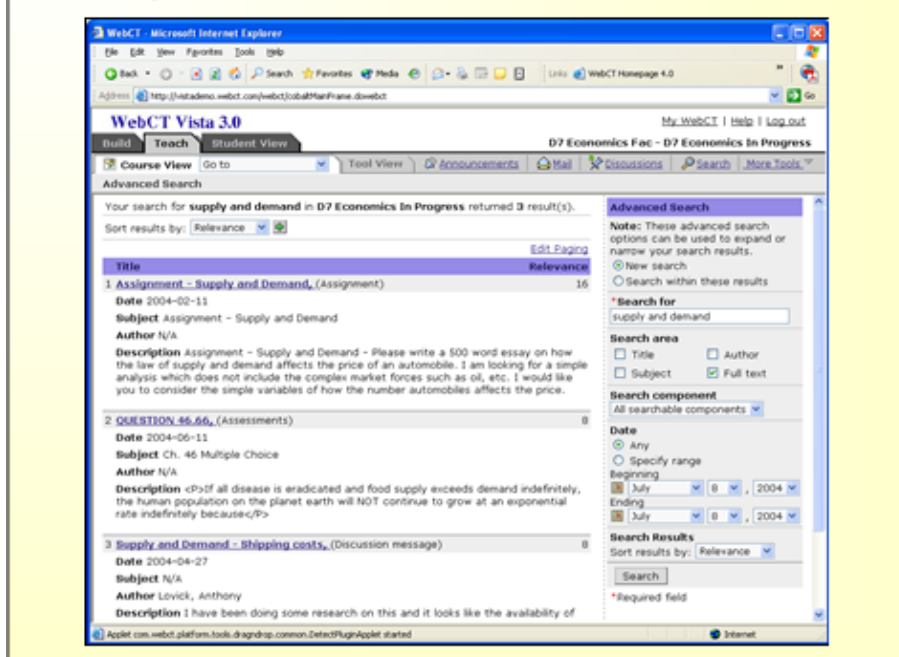 WebCT - Microsoft Internet Explorer
File Edit View Favorites Tools Help
Back Search Favorites Media Links WebCT Homepage 4.0
Address http://vistademo.webct.com/webct/cobaltMainFrame.dowebct Go
WebCT Vista 3.0 My WebCT | Help | Log out
Build Teach Student View D7 Economics Fac - D7 Economics In Progress
Course View Go to Tool View Announcements Mail Discussions Search More Tools
Advanced Search
Your search for supply and demand in D7 Economics In Progress returned 3 result(s).
Sort results by: Relevance
Edit Paging
Title Relevance
1 Assignment - Supply and Demand, (Assignment) 16
Date 2004-02-11
Subject Assignment - Supply and Demand
Author N/A
Description Assignment - Supply and Demand - Please write a 500 word essay on how
the law of supply and demand affects the price of an automobile. I am looking for a simple
analysis which does not include the complex market forces such as oil, etc. I would like
you to consider the simple variables of how the number automobiles affects the price.
2 QUESTION 46.66, (Assessments) 8
Date 2004-06-11
Subject Ch. 46 Multiple Choice
Author N/A
Description <P>If all disease is eradicated and food supply exceeds demand indefinitely,
the human population on the planet earth will NOT continue to grow at an exponential
rate indefinitely because</P>
3 Supply and Demand - Shipping costs, (Discussion message) 8
Date 2004-04-27
Subject N/A
Author Lovick, Anthony
Description I have been doing some research on this and it looks like the availability of
Advanced Search
Note: These advanced search
options can be used to expand or
narrow your search results.
New search
Search within these results
*Search for
supply and demand
Search area
Title Author
Subject Full text
Search component
All searchable components
Date
Any
Specify range
Beginning
July 8 , 2004
Ending
July 8 , 2004
Search Results
Sort results by: Relevance
Search
*Required field
Applet com.webct.platform.tools.dragndrop.common.DetectPluginApplet started Internet